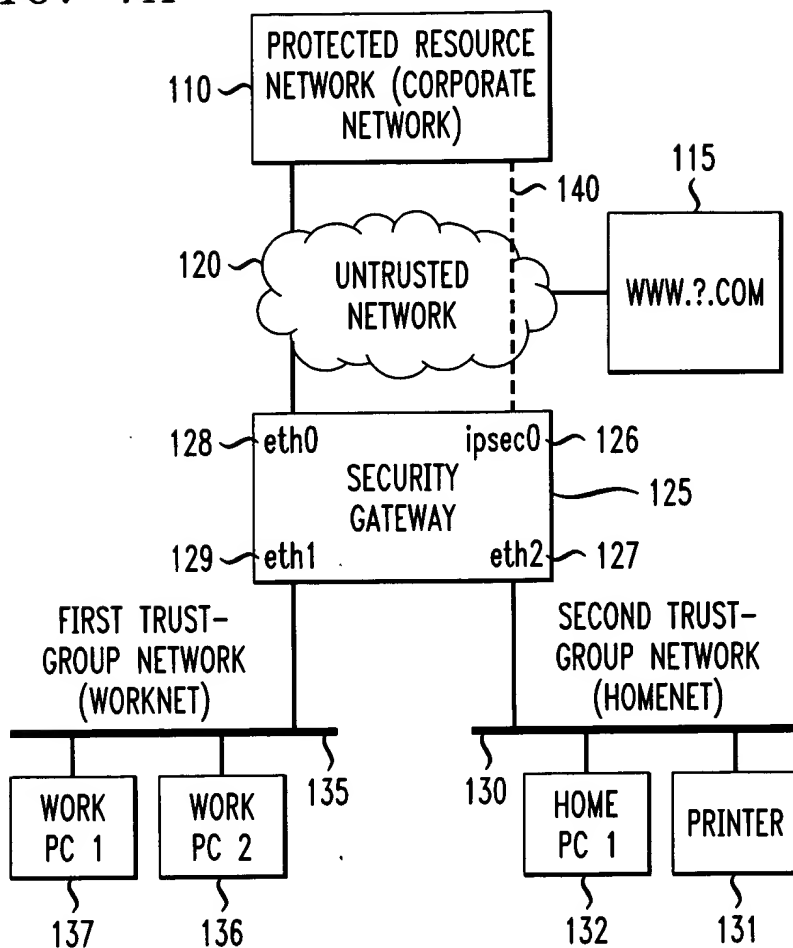 PROTECTED RESOURCE
NETWORK (CORPORATE
NETWORK)
110
140
115
120
UNTRUSTED
NETWORK
WWW.?.COM
128
eth0
ipsec0
126
SECURITY
GATEWAY
125
129
eth1
eth2
127
FIRST TRUST-
GROUP NETWORK
(WORKNET)
SECOND TRUST-
GROUP NETWORK
(HOMENET)
135
130
WORK
PC 1
WORK
PC 2
HOME
PC 1
PRINTER
137
136
132
131